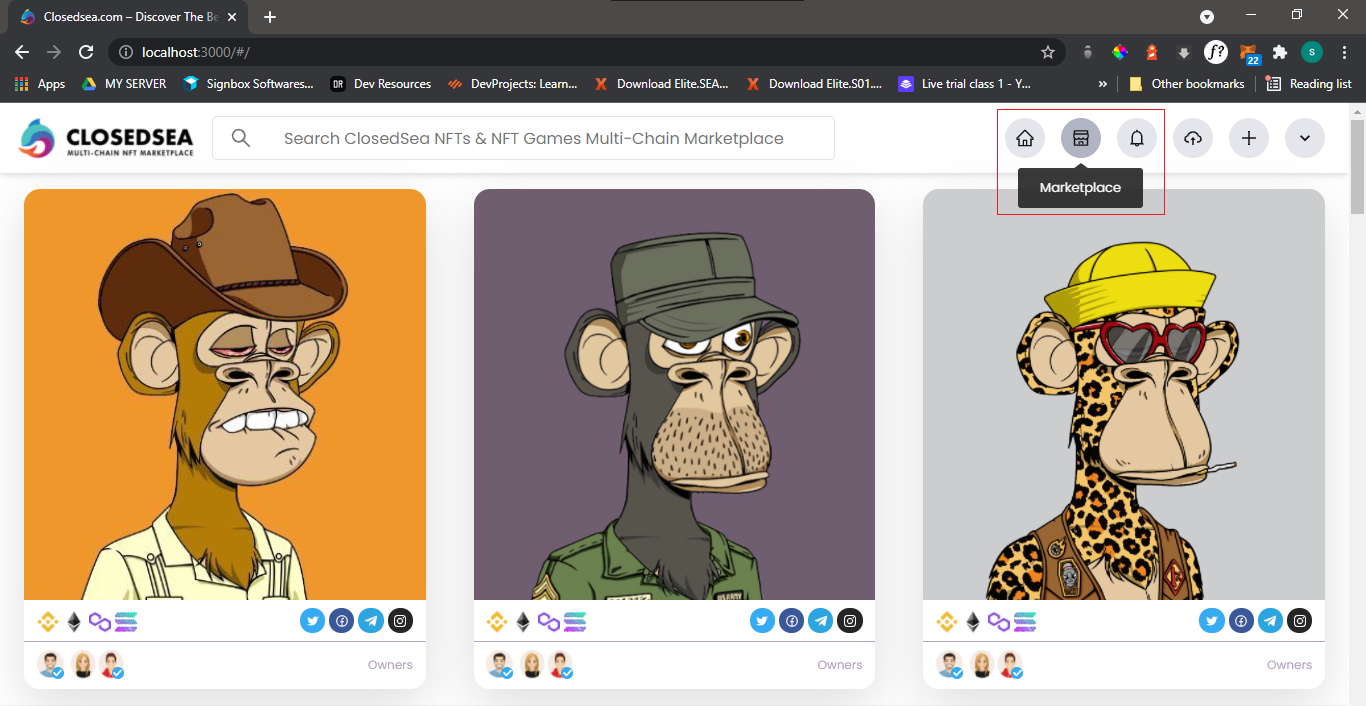 Closedsea.com – Discover The Be
localhost:3000/#/
22
S
Apps
MY SERVER
Signbox Softwares...
DR
Dev Resources
DevProjects: Learn...
Download Elite.SEA...
Download Elite.S01....
Live trial class 1 - Y...
Other bookmarks
Reading list
CLOSEDSEA
MULTI-CHAIN NFT MARKETPLACE
Search ClosedSea NFTs & NFT Games Multi-Chain Marketplace
Marketplace
Owners
Owners
Owners